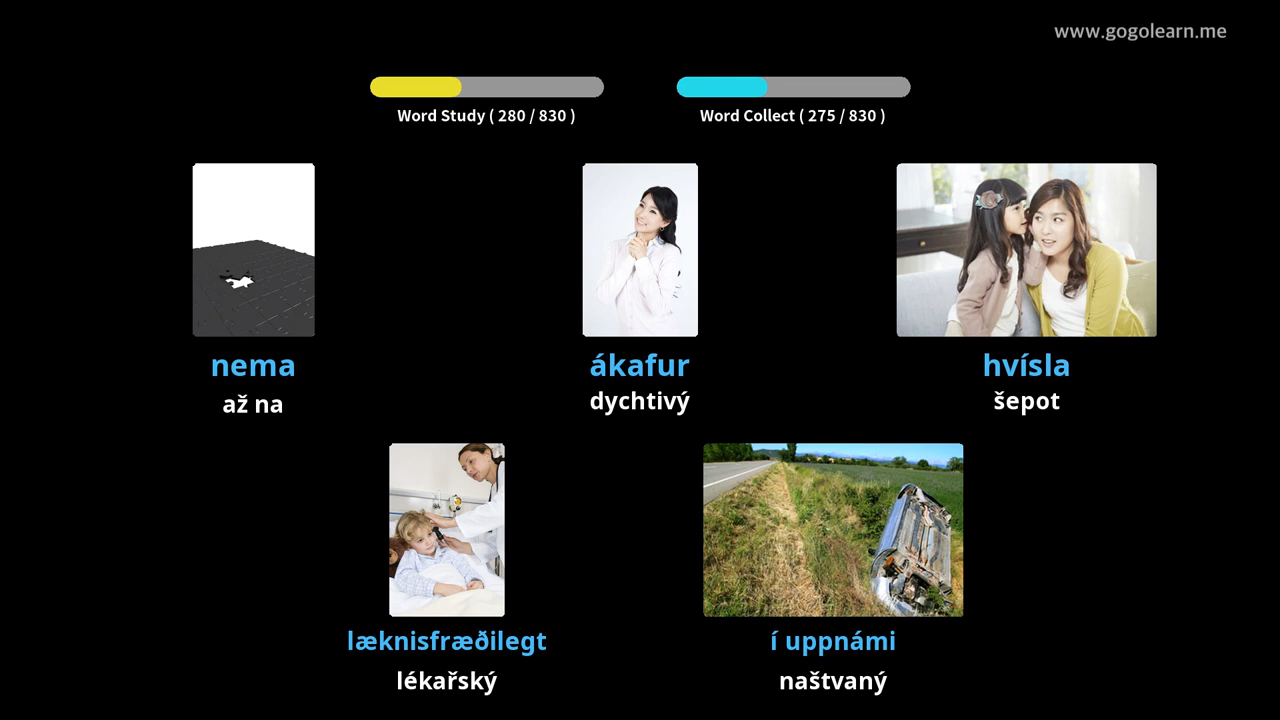 www.gogolearn.me
Word Study ( 280 / 830 )
Word Collect ( 275 / 830 )
nema
ákafur
hvísla
až na
dychtivý
šepot
læknisfræðilegt
í uppnámi
lékařský
naštvaný